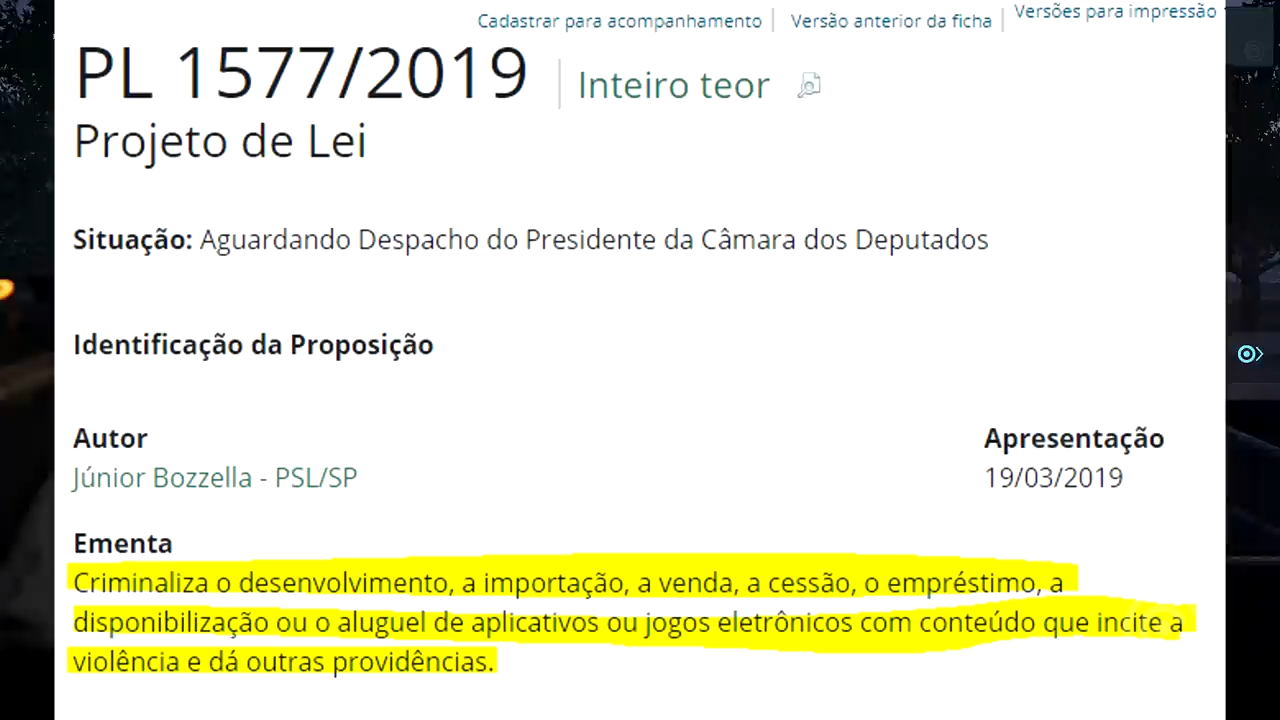 Cadastrar para acompanhamento | Versão anterior da ficha | Versões para impressão
PL 1577/2019 | Inteiro teor
Projeto de Lei
Situação: Aguardando Despacho do Presidente da Câmara dos Deputados
Identificação da Proposição
Autor Apresentação
Júnior Bozzella - PSL/SP 19/03/2019
Ementa
Criminaliza o desenvolvimento, a importação, a venda, a cessão, o empréstimo, a
disponibilização ou o aluguel de aplicativos ou jogos eletrônicos com conteúdo que incite a
violência e dá outras providências.